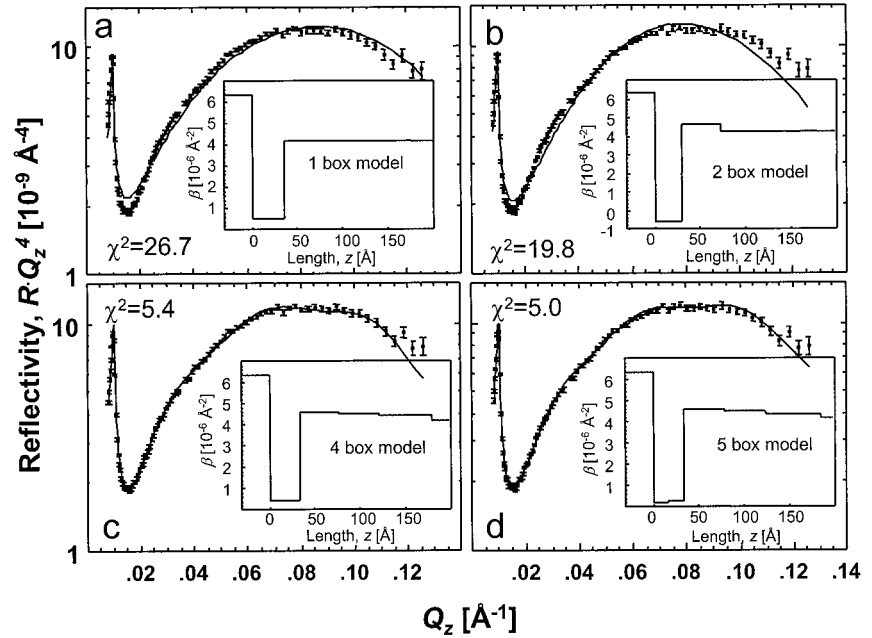 Reflectivity, R·Qz⁴ [10⁻⁹ Å-4]
a
10
1
χ²=26.7
1 box model
β [10⁻⁶ Å⁻²]
6
5
4
3
2
1
0 50 100 150
Length, z [Å]
b
χ²=19.8
2 box model
β [10⁻⁶ Å⁻²]
6
5
4
3
2
1
0
-1
0 50 100 150
Length, z [Å]
c
10
1
χ²=5.4
4 box model
β [10⁻⁶ Å⁻²]
6
5
4
3
2
1
0 50 100 150
Length, z [Å]
.02 .04 .06 .08 .10 .12
d
χ²=5.0
5 box model
β [10⁻⁶ Å⁻²]
6
5
4
3
2
1
0 50 100 150
Length, z [Å]
.02 .04 .06 .08 .10 .12 .14
Qz [Å⁻¹]